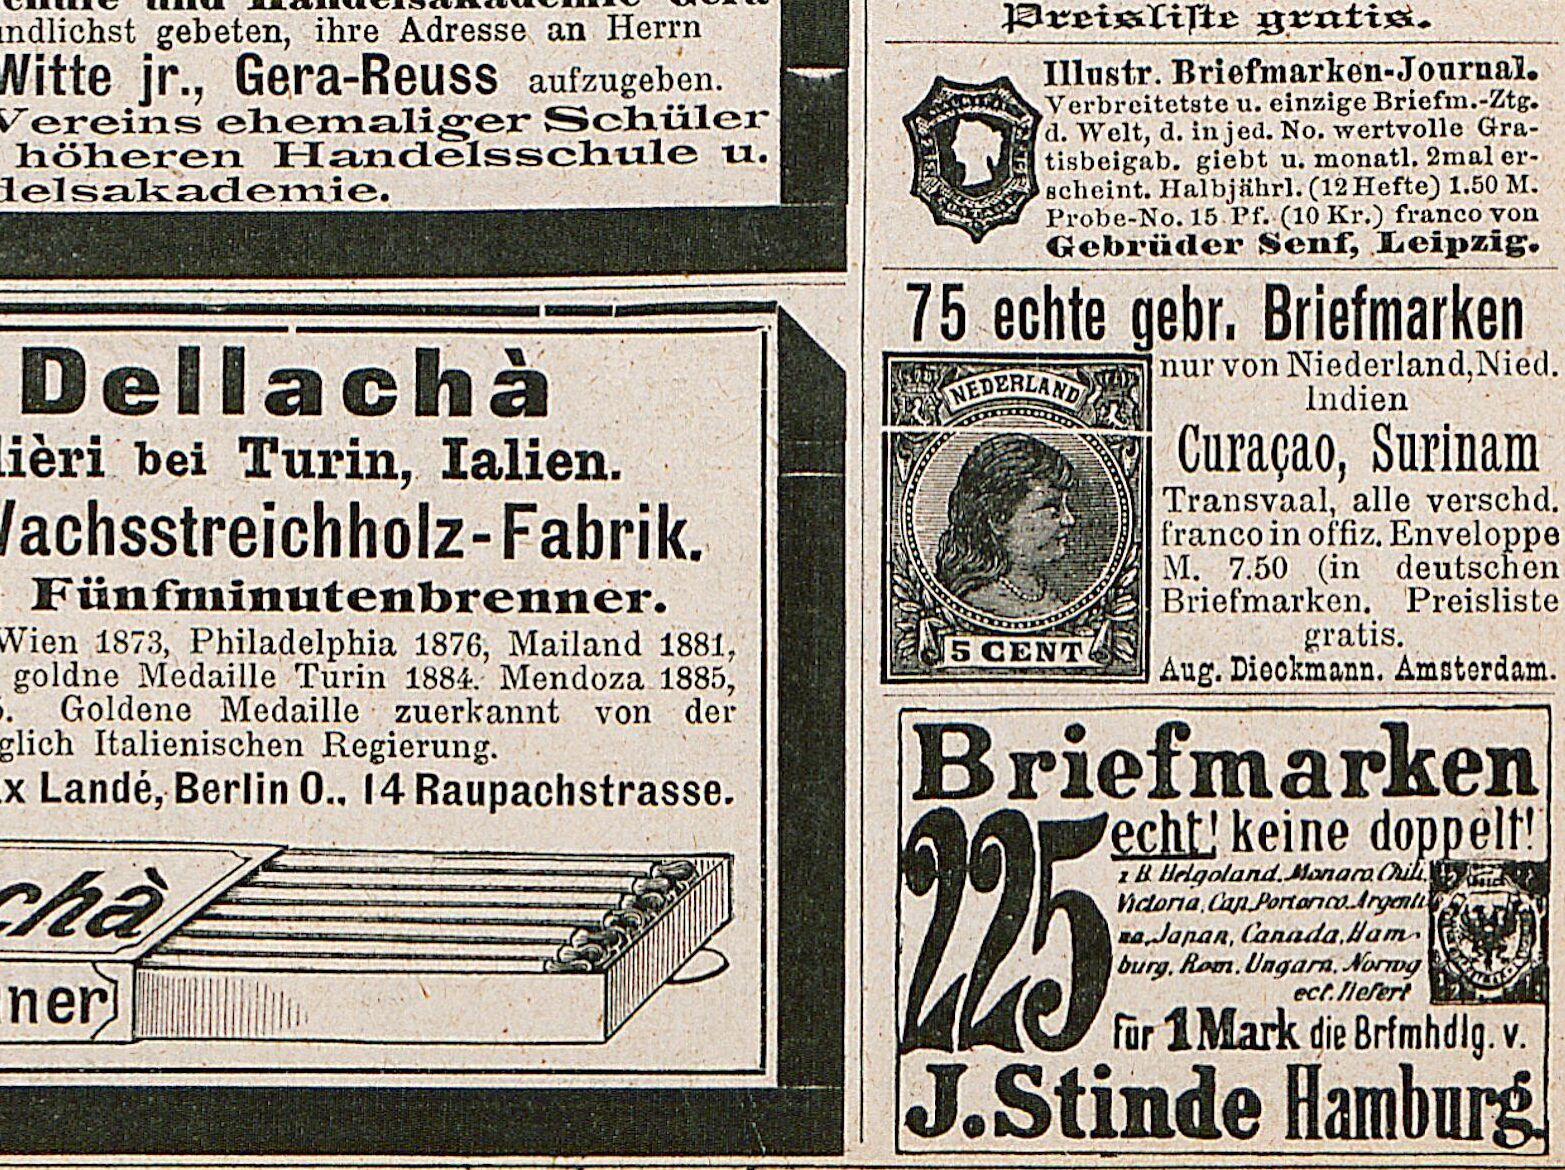 ndlichst gebeten, ihre Adresse an Herrn
Witte jr., Gera-Reuss aufzugeben.
Vereins ehemaliger Schüler
höheren Handelsschule u.
delsakademie.
Dellachà
lièri bei Turin, Ialien.
Wachsstreichholz-Fabrik.
Fünfminutenbrenner.
Wien 1873, Philadelphia 1876, Mailand 1881,
goldne Medaille Turin 1884. Mendoza 1885,
Goldene Medaille zuerkannt von der
glich Italienischen Regierung.
x Landé, Berlin O., 14 Raupachstrasse.
chà
ner
Preisliste gratis.
Illustr. Briefmarken-Journal.
Verbreitetste u. einzige Briefm.-Ztg.
d. Welt, d. in jed. No. wertvolle Gra-
tisbeigab. giebt u. monatl. 2mal er-
scheint. Halbjährl. (12 Hefte) 1.50 M.
Probe-No. 15 Pf. (10 Kr.) franco von
Gebrüder Senf, Leipzig.
75 echte gebr. Briefmarken
nur von Niederland, Nied.
Indien
Curaçao, Surinam
Transvaal, alle verschd.
franco in offiz. Enveloppe
M. 7.50 (in deutschen
Briefmarken. Preisliste
gratis.
Aug. Dieckmann. Amsterdam.
NEDERLAND
5 CENT
Briefmarken
225 echt! keine doppelt!
z B. Helgoland, Monaco, Chili,
Victoria, Cap, Portorico, Argenti
na, Japan, Canada, Ham-
burg, Rom, Ungarn, Norwg
ect. liefert
für 1 Mark die Brfmhdlg. v.
J. Stinde Hamburg.